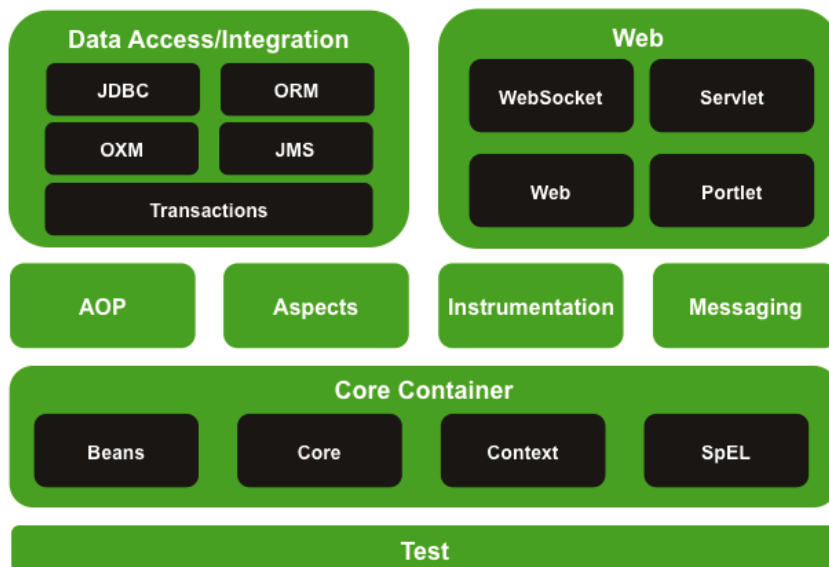 Data Access/Integration
JDBC
ORM
OXM
JMS
Transactions
Web
WebSocket
Servlet
Web
Portlet
AOP
Aspects
Instrumentation
Messaging
Core Container
Beans
Core
Context
SpEL
Test